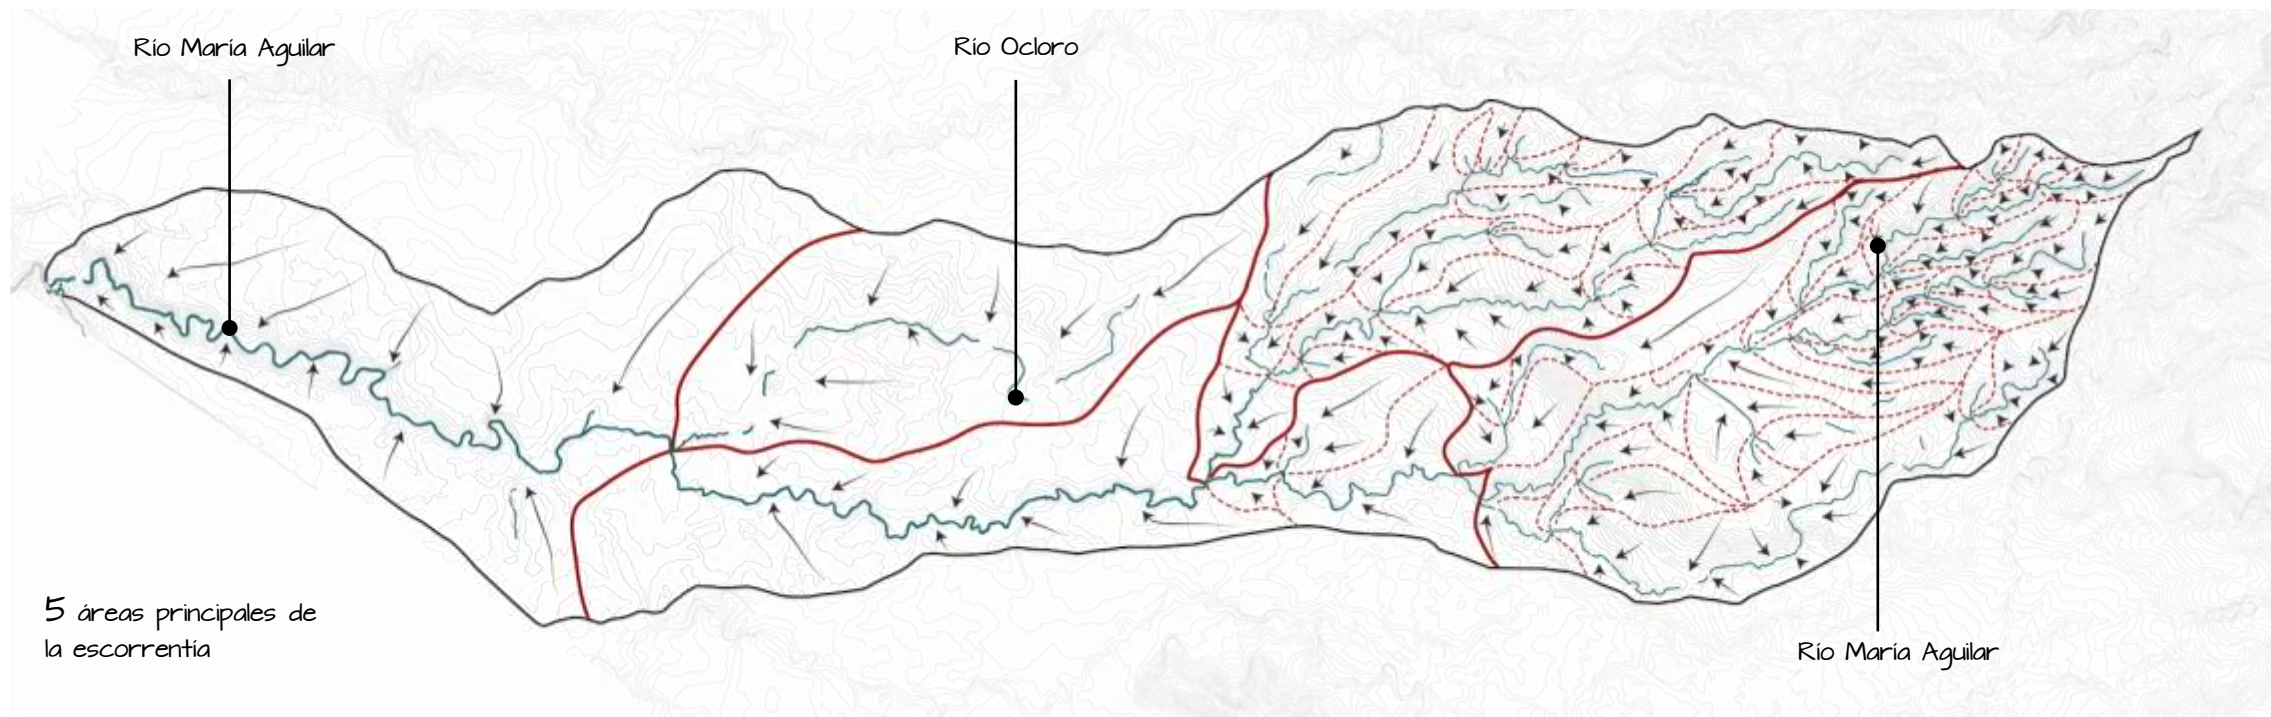 Río María Aguilar
Río Ocloro
5 áreas principales de
la escorrentía
Río María Aguilar